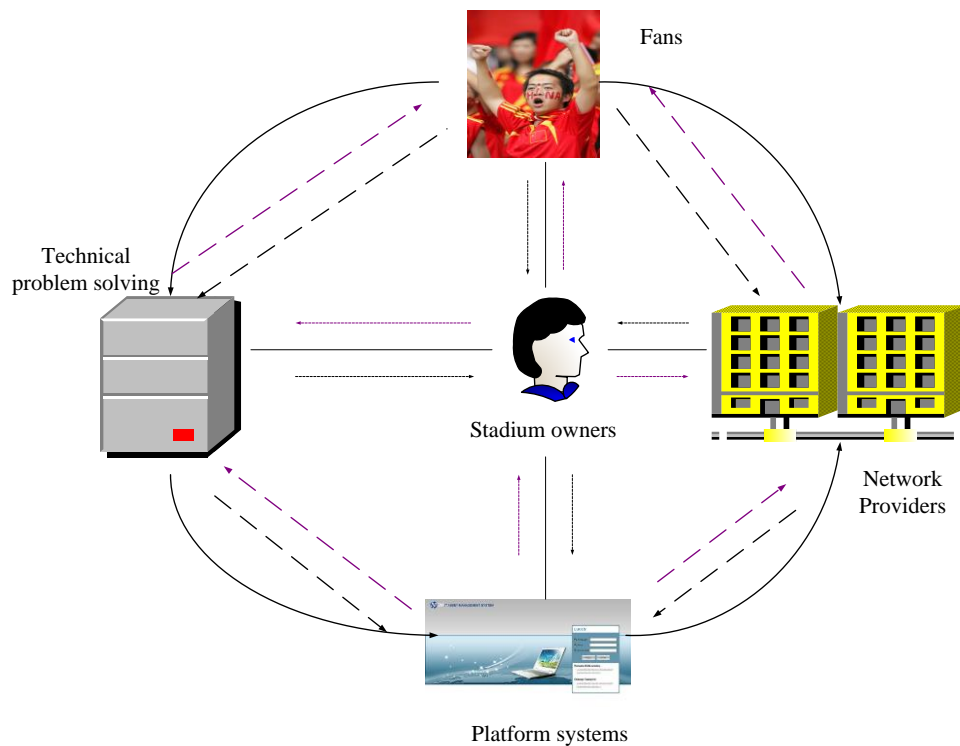 Fans
Technical
problem solving
Stadium owners
Network
Providers
Platform systems